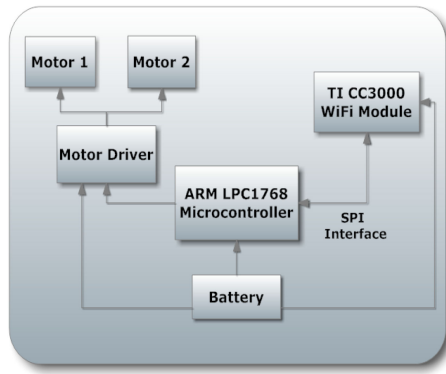 Motor 1
Motor 2
TI CC3000
WiFi Module
Motor Driver
ARM LPC1768
Microcontroller
SPI
Interface
Battery